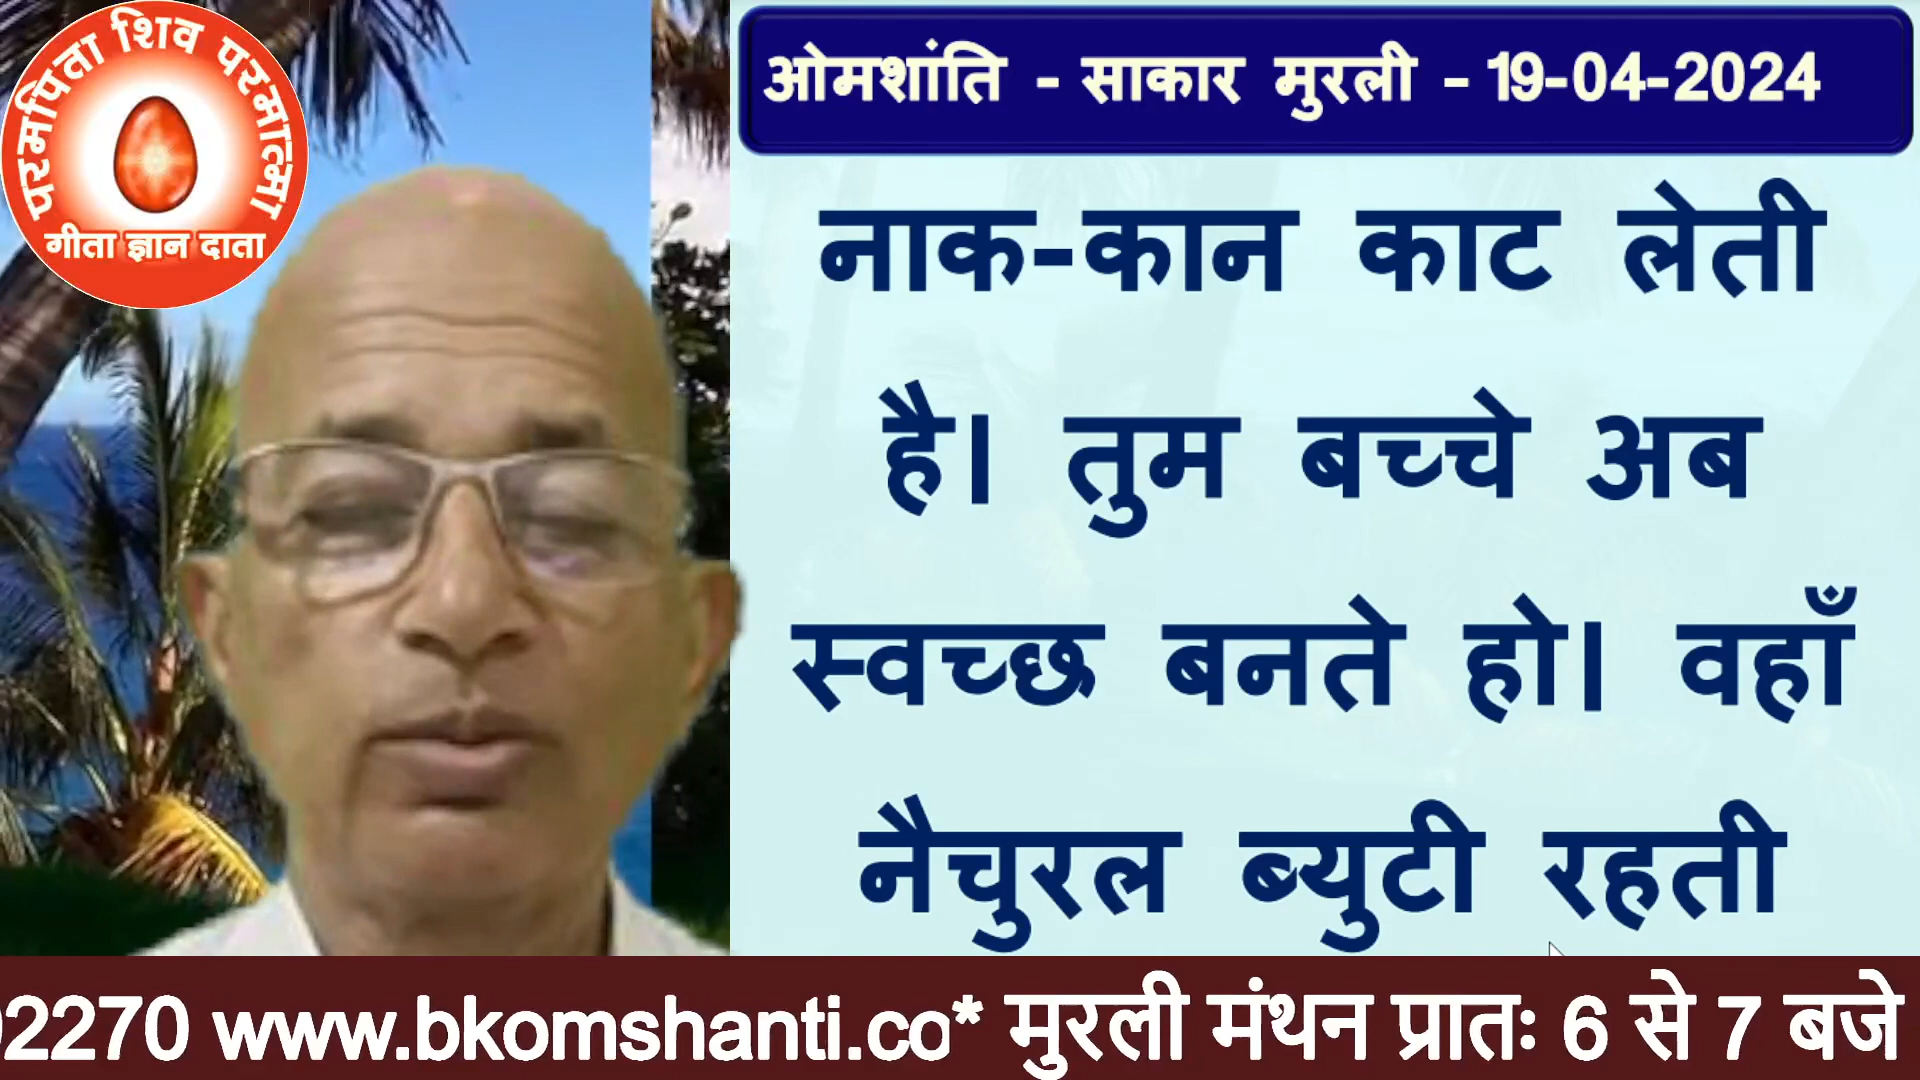 परमपिता शिव परमात्मा
गीता ज्ञान दाता
ओमशांति - साकार मुरली - 19-04-2024
नाक-कान काट लेती
है। तुम बच्चे अब
स्वच्छ बनते हो। वहाँ
नैचुरल ब्युटी रहती
02270 www.bkomshanti.co* मुरली मंथन प्रातः 6 से 7 बजे